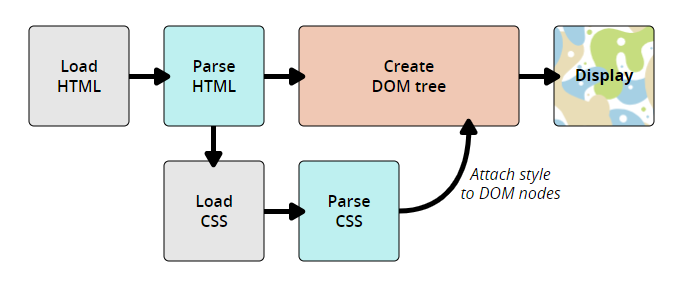 Load
HTML
Parse
HTML
Create
DOM tree
Display
Load
CSS
Parse
CSS
Attach style
to DOM nodes